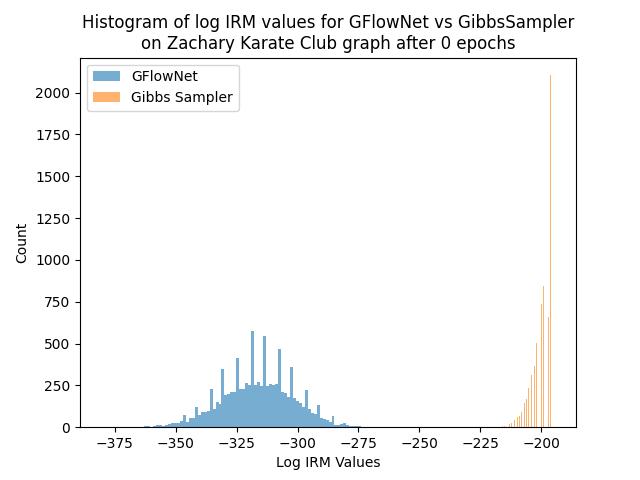 Histogram of log IRM values for GFlowNet vs GibbsSampler
on Zachary Karate Club graph after 0 epochs
GFlowNet
Gibbs Sampler
2000
1750
1500
1250
1000
750
500
250
0
Count
−375 −350 −325 −300 −275 −250 −225 −200
Log IRM Values